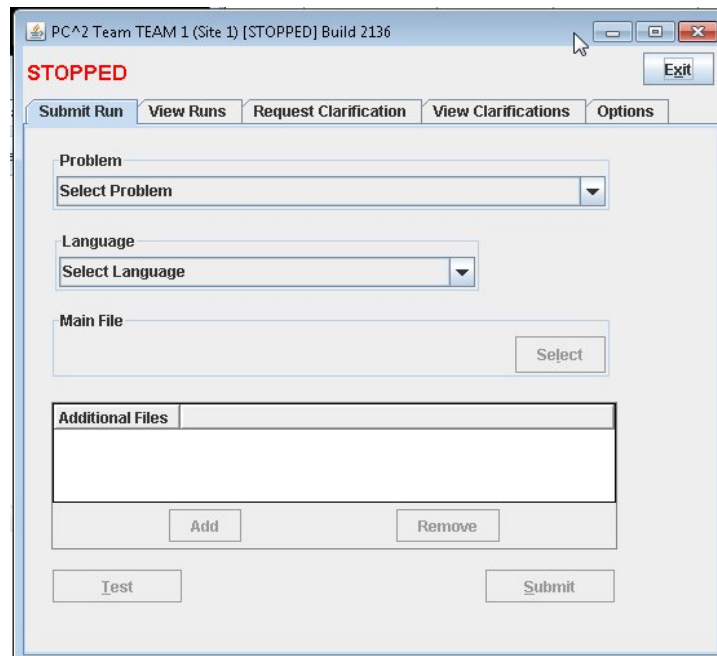 PC^2 Team TEAM 1 (Site 1) [STOPPED] Build 2136
STOPPED
Exit
Submit Run
View Runs
Request Clarification
View Clarifications
Options
Problem
Select Problem
Language
Select Language
Main File
Select
Additional Files
Add
Remove
Test
Submit